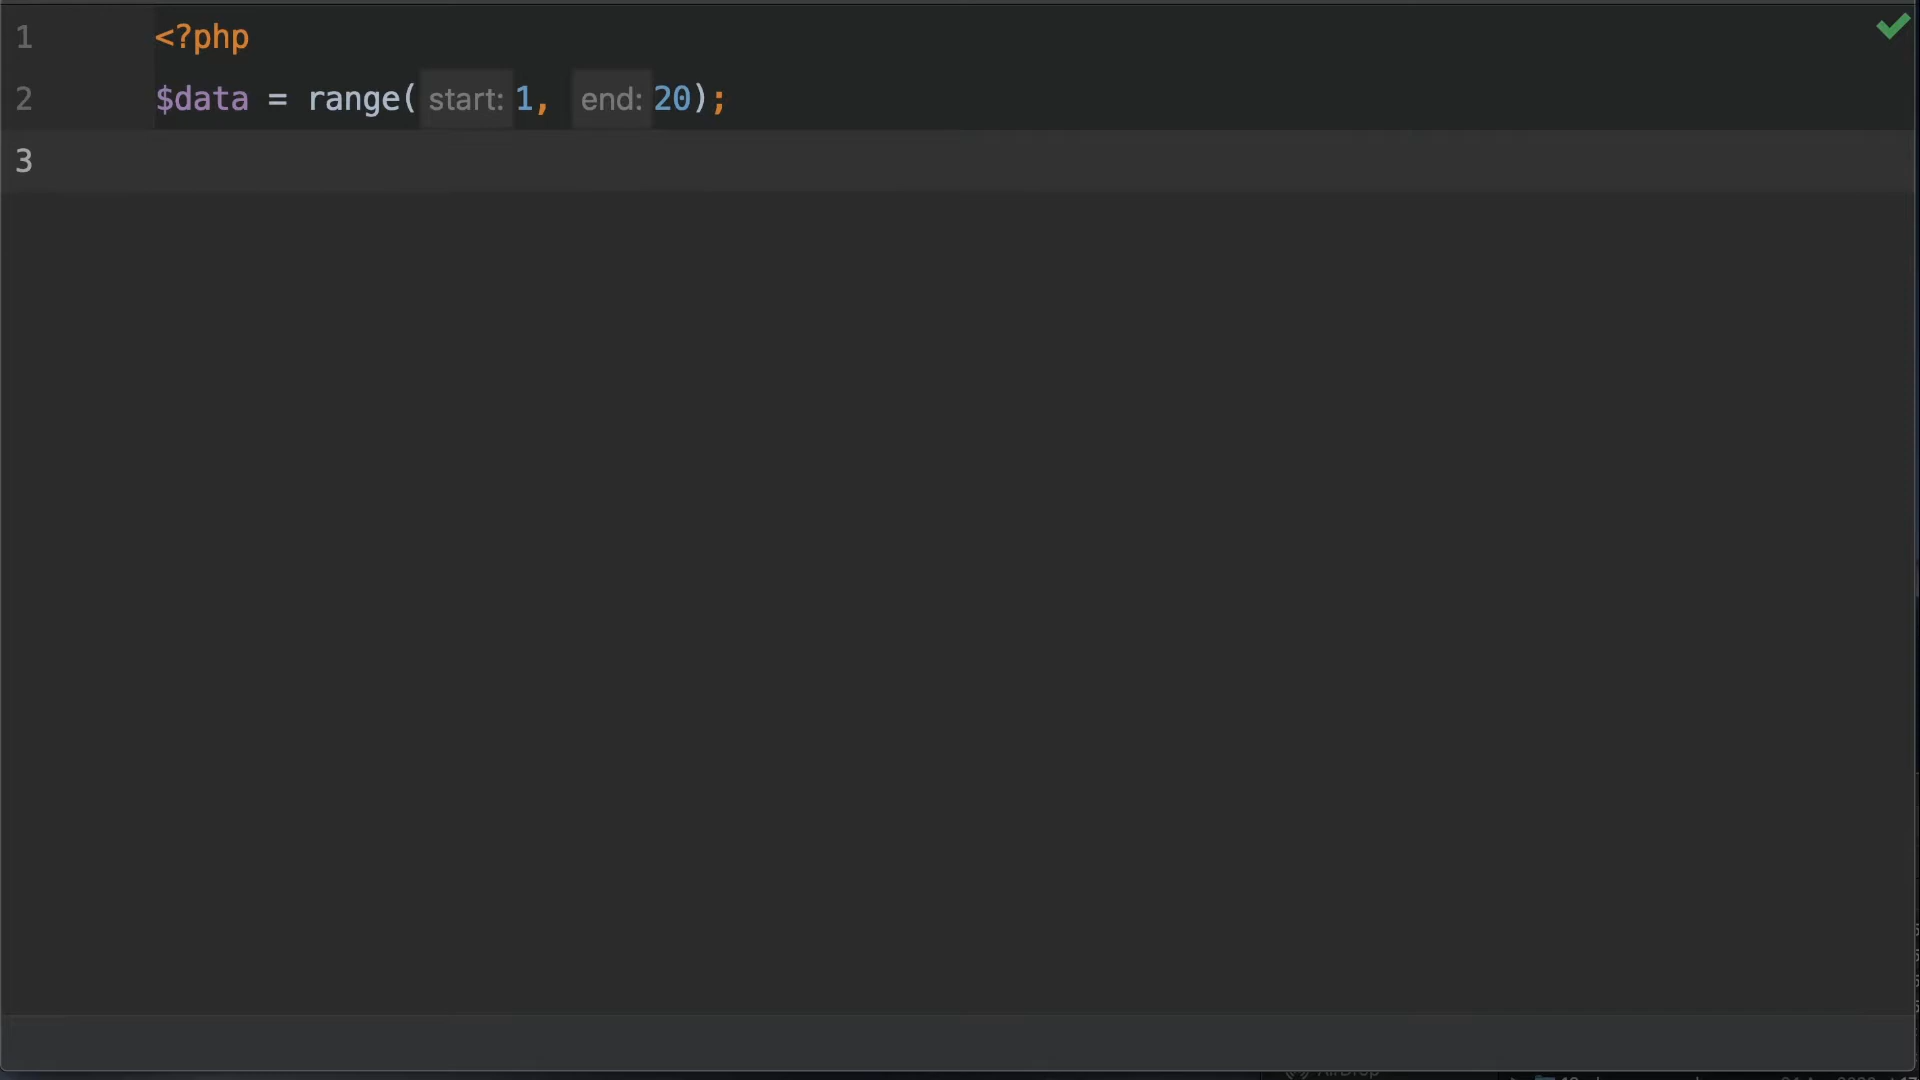 1 <?php
2 $data = range( start: 1, end: 20);
3